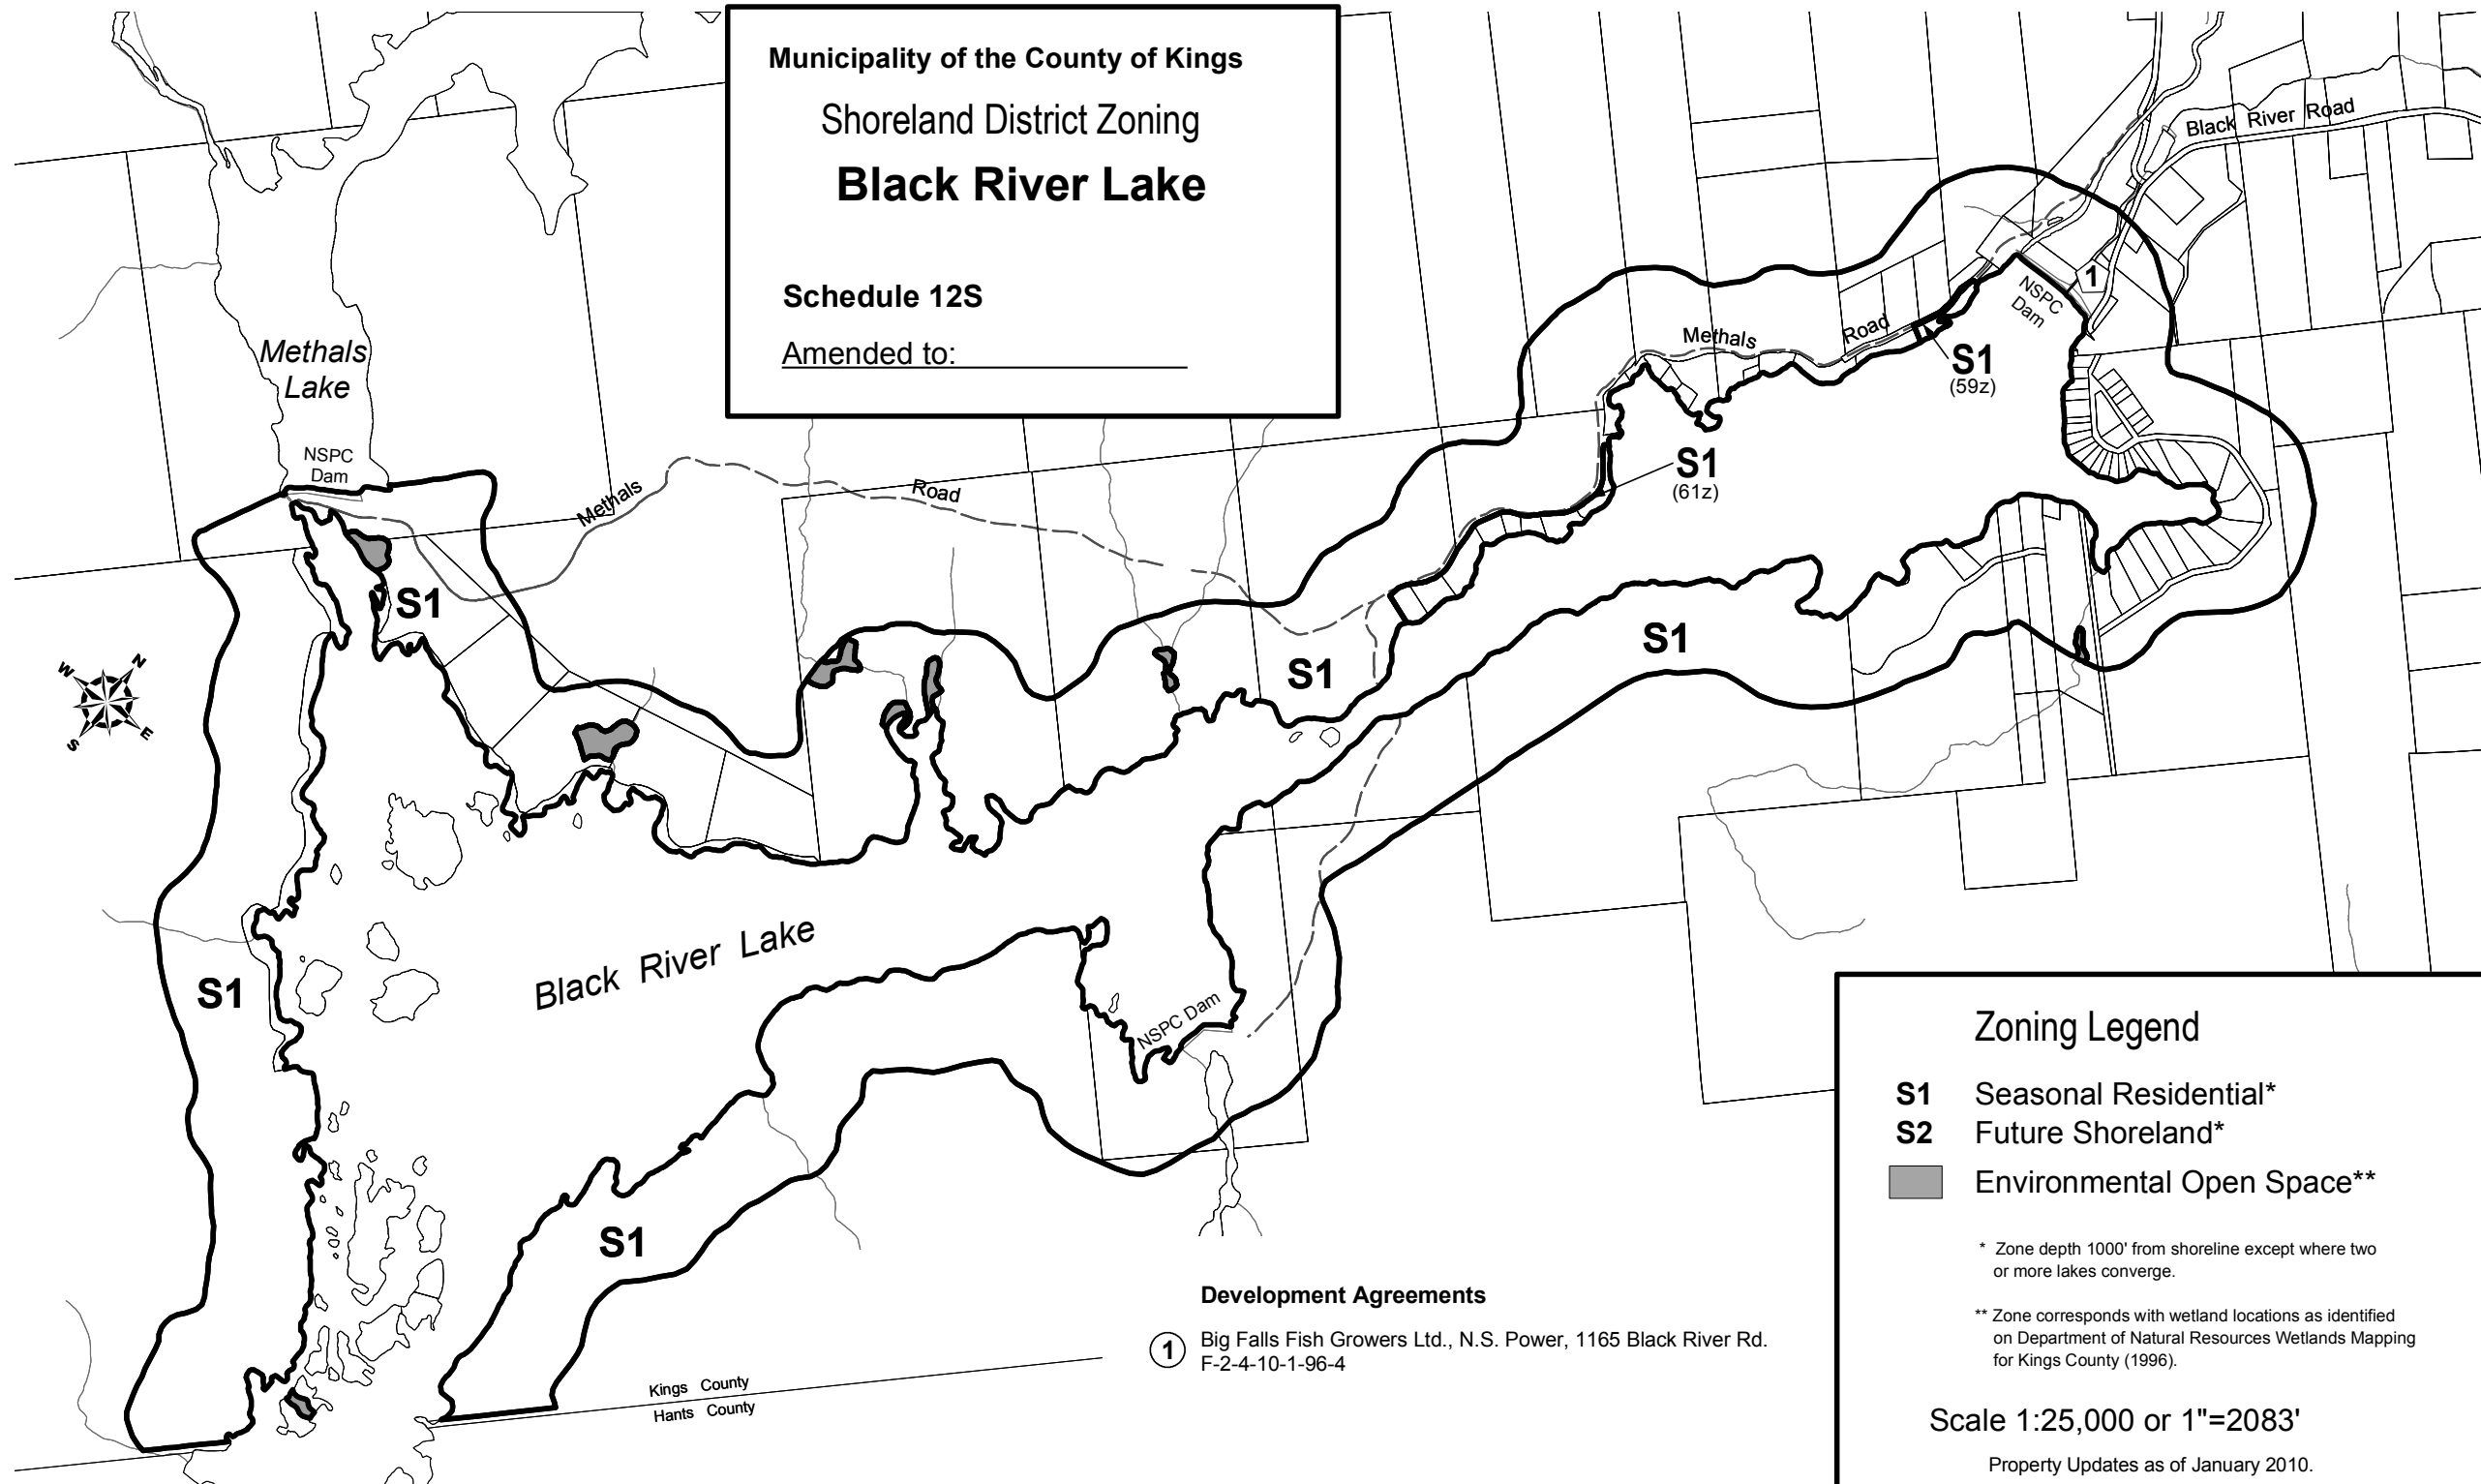 Municipality of the County of Kings
Shoreland District Zoning
Black River Lake
Schedule 12S
Amended to:
Black River Road
1
NSPC
Dam
Methals Road
S1
(59z)
Methals
Lake
NSPC
Dam
Methals Road
S1
(61z)
S1
S1
S1
N
W
E
S
S1
Black River Lake
NSPC Dam
S1
Kings County
Hants County
Development Agreements
1 Big Falls Fish Growers Ltd., N.S. Power, 1165 Black River Rd.
F-2-4-10-1-96-4
Zoning Legend
S1 Seasonal Residential*
S2 Future Shoreland*
Environmental Open Space**
* Zone depth 1000' from shoreline except where two
or more lakes converge.
** Zone corresponds with wetland locations as identified
on Department of Natural Resources Wetlands Mapping
for Kings County (1996).
Scale 1:25,000 or 1"=2083'
Property Updates as of January 2010.